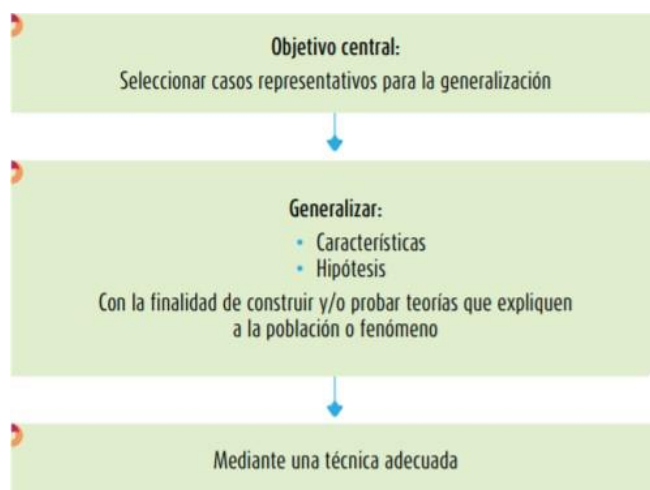 Objetivo central:
Seleccionar casos representativos para la generalización
Generalizar:
• Características
• Hipótesis
Con la finalidad de construir y/o probar teorías que expliquen
a la población o fenómeno
Mediante una técnica adecuada